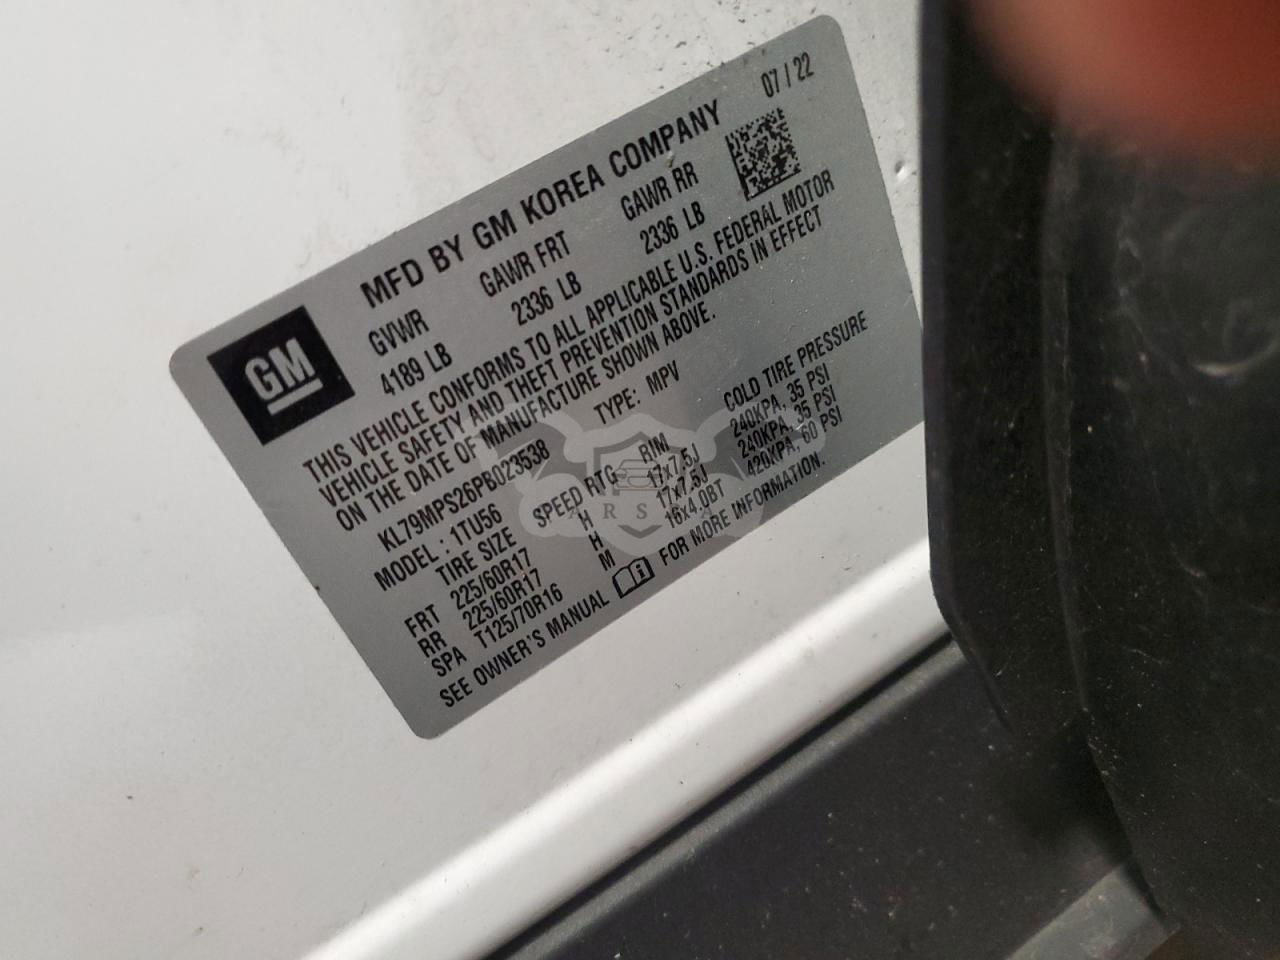 MFD BY GM KOREA COMPANY 07 / 22
GM
GVWR GAWR FRT GAWR RR
4189 LB 2336 LB 2336 LB
THIS VEHICLE CONFORMS TO ALL APPLICABLE U.S. FEDERAL MOTOR
VEHICLE SAFETY AND THEFT PREVENTION STANDARDS IN EFFECT
ON THE DATE OF MANUFACTURE SHOWN ABOVE.
KL79MPS26PB023538 TYPE: MPV
MODEL : 1TU56
TIRE SIZE SPEED RTG RIM COLD TIRE PRESSURE
FRT 225/60R17 H 17x7.5J 240KPA, 35 PSI
RR 225/60R17 H 17x7.5J 240KPA, 35 PSI
SPA T125/70R16 M 16x4.0BT 420KPA, 60 PSI
SEE OWNER'S MANUAL FOR MORE INFORMATION.